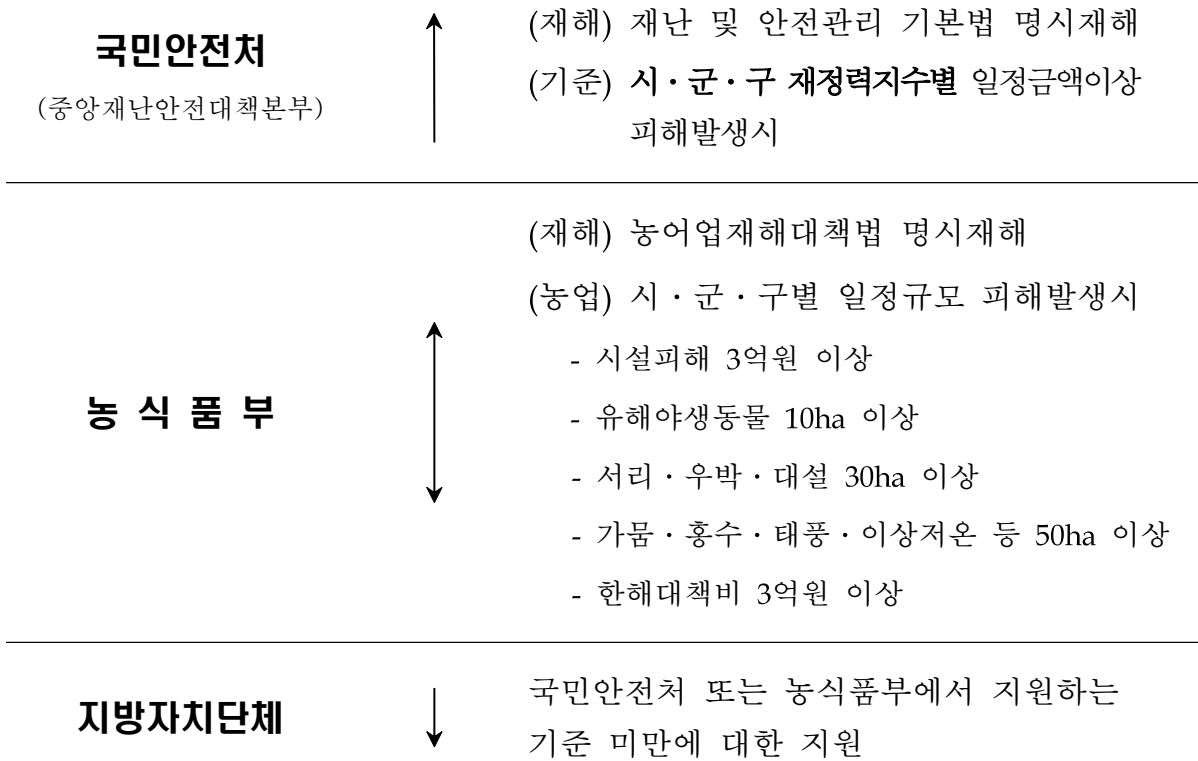 국민안전처
(중앙재난안전대책본부)
(재해) 재난 및 안전관리 기본법 명시재해
(기준) 시·군·구 재정력지수별 일정금액이상
피해발생시
농 식 품 부
(재해) 농어업재해대책법 명시재해
(농업) 시·군·구별 일정규모 피해발생시
- 시설피해 3억원 이상
- 유해야생동물 10ha 이상
- 서리·우박·대설 30ha 이상
- 가뭄·홍수·태풍·이상저온 등 50ha 이상
- 한해대책비 3억원 이상
지방자치단체
국민안전처 또는 농식품부에서 지원하는
기준 미만에 대한 지원